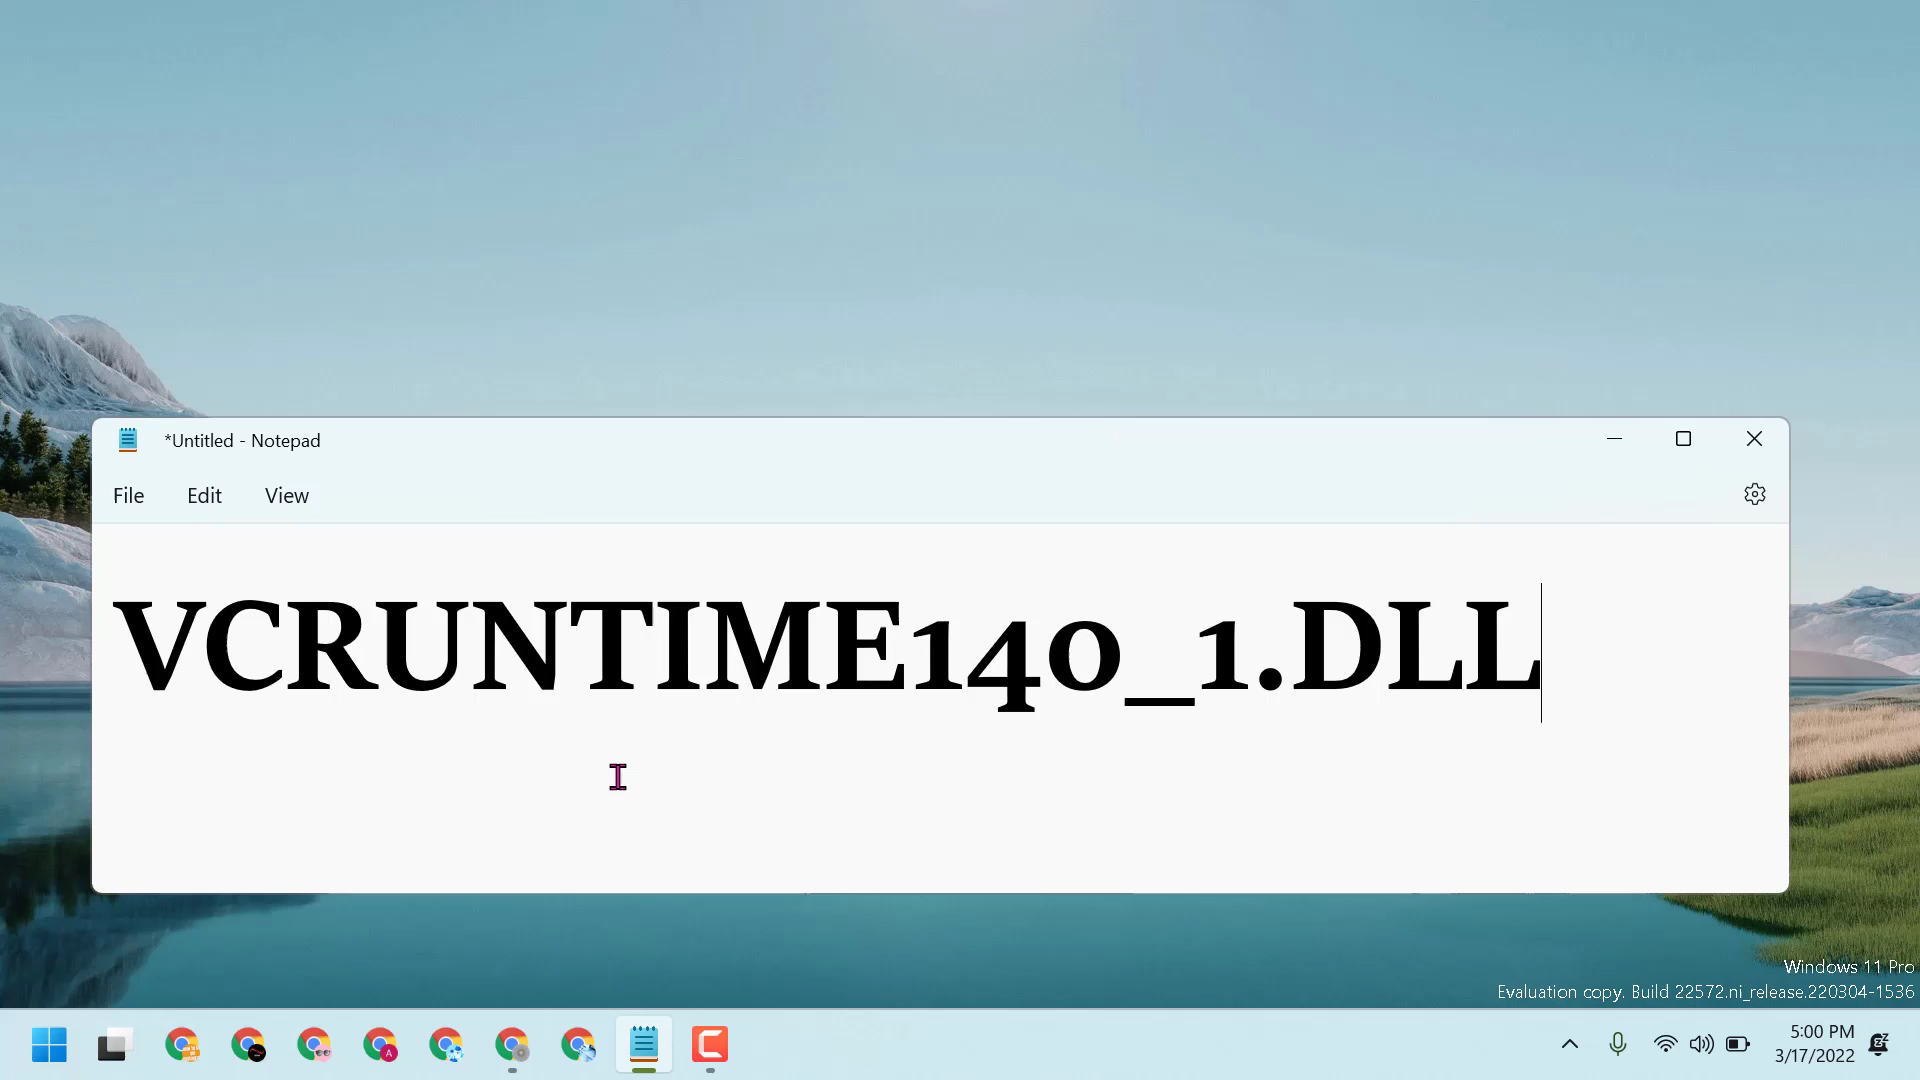 *Untitled - Notepad
File Edit View
VCRUNTIME140_1.DLL
Windows 11 Pro
Evaluation copy. Build 22572.ni_release.220304-1536
A
5:00 PM
3/17/2022